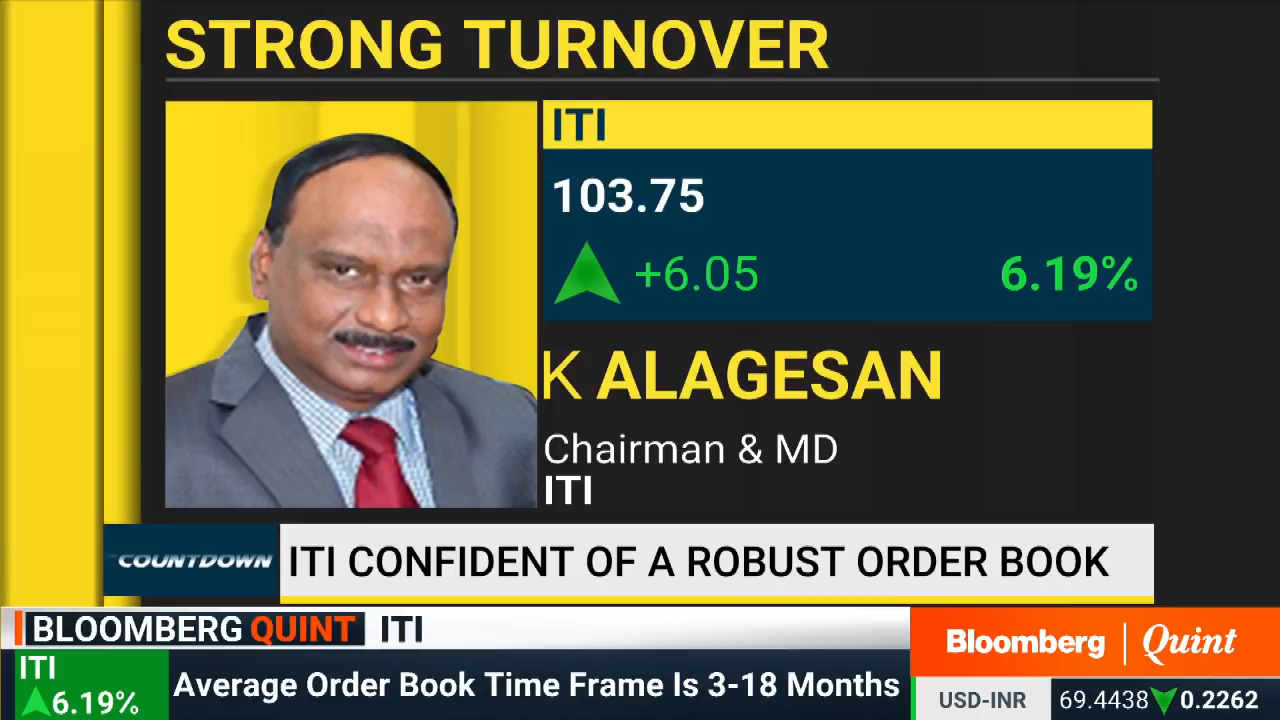 STRONG TURNOVER
ITI
103.75
+6.05 6.19%
K ALAGESAN
Chairman & MD
ITI
COUNTDOWN
ITI CONFIDENT OF A ROBUST ORDER BOOK
BLOOMBERG QUINT ITI
Bloomberg | Quint
ITI
6.19%
Average Order Book Time Frame Is 3-18 Months
USD-INR 69.4438 0.2262